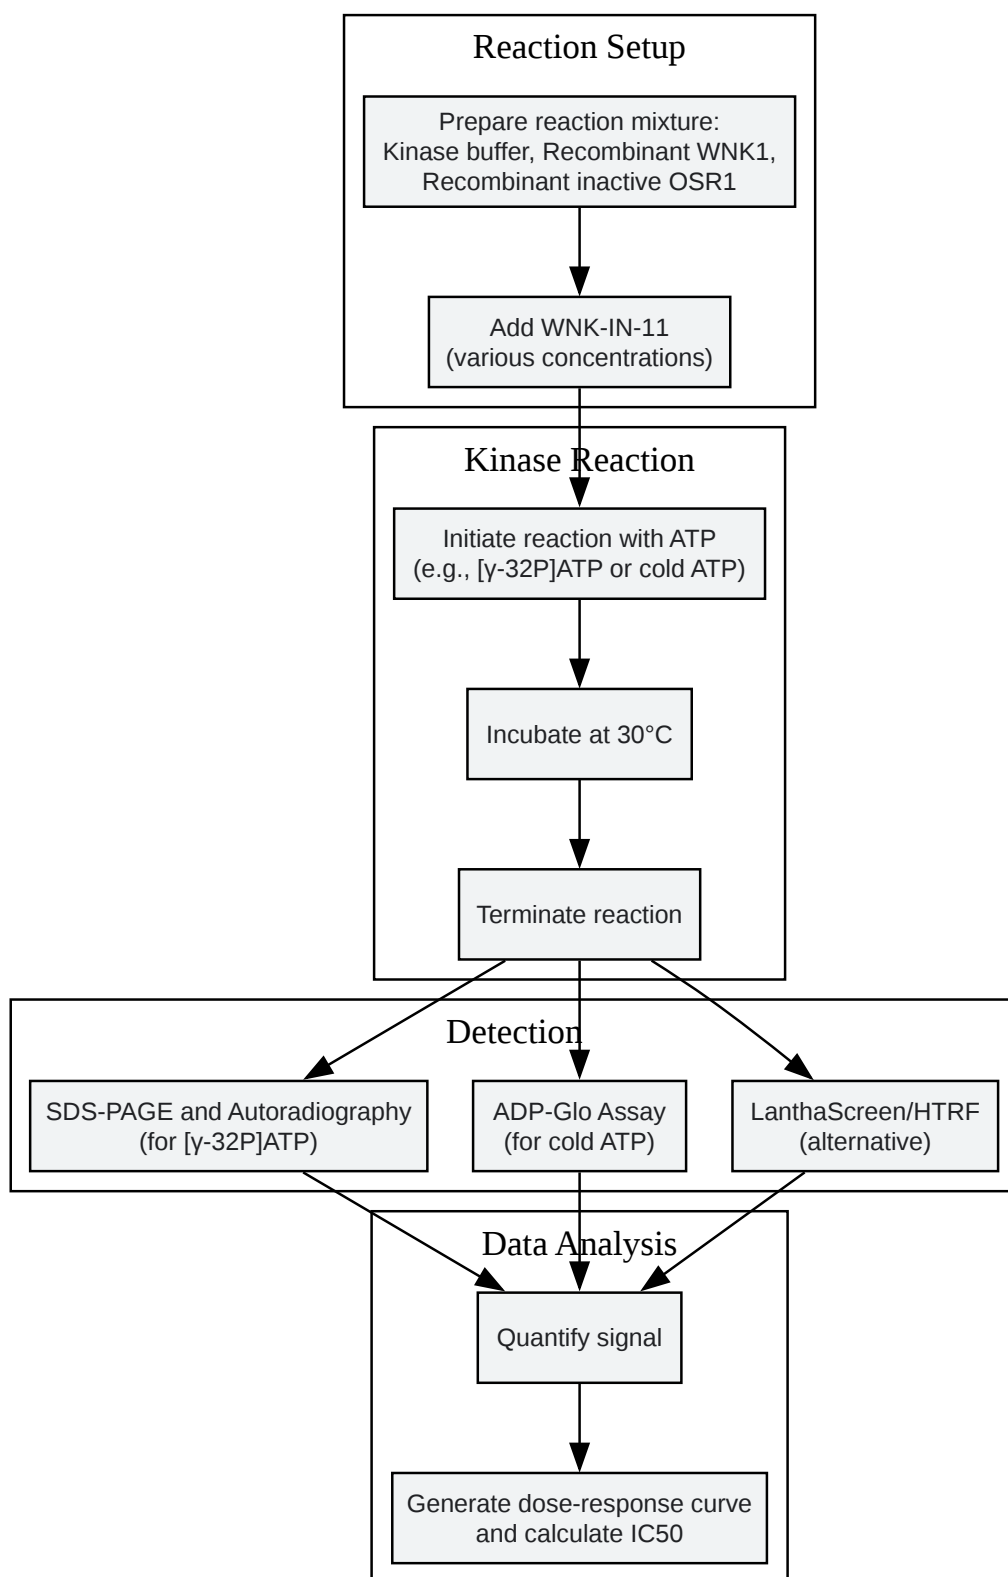 Reaction Setup
Prepare reaction mixture:
Kinase buffer, Recombinant WNK1,
Recombinant inactive OSR1
Add WNK-IN-11
(various concentrations)
Kinase Reaction
Initiate reaction with ATP
(e.g., [γ-32P]ATP or cold ATP)
Incubate at 30°C
Terminate reaction
Detection
SDS-PAGE and Autoradiography
(for [γ-32P]ATP)
ADP-Glo Assay
(for cold ATP)
LanthaScreen/HTRF
(alternative)
Data Analysis
Quantify signal
Generate dose-response curve
and calculate IC50